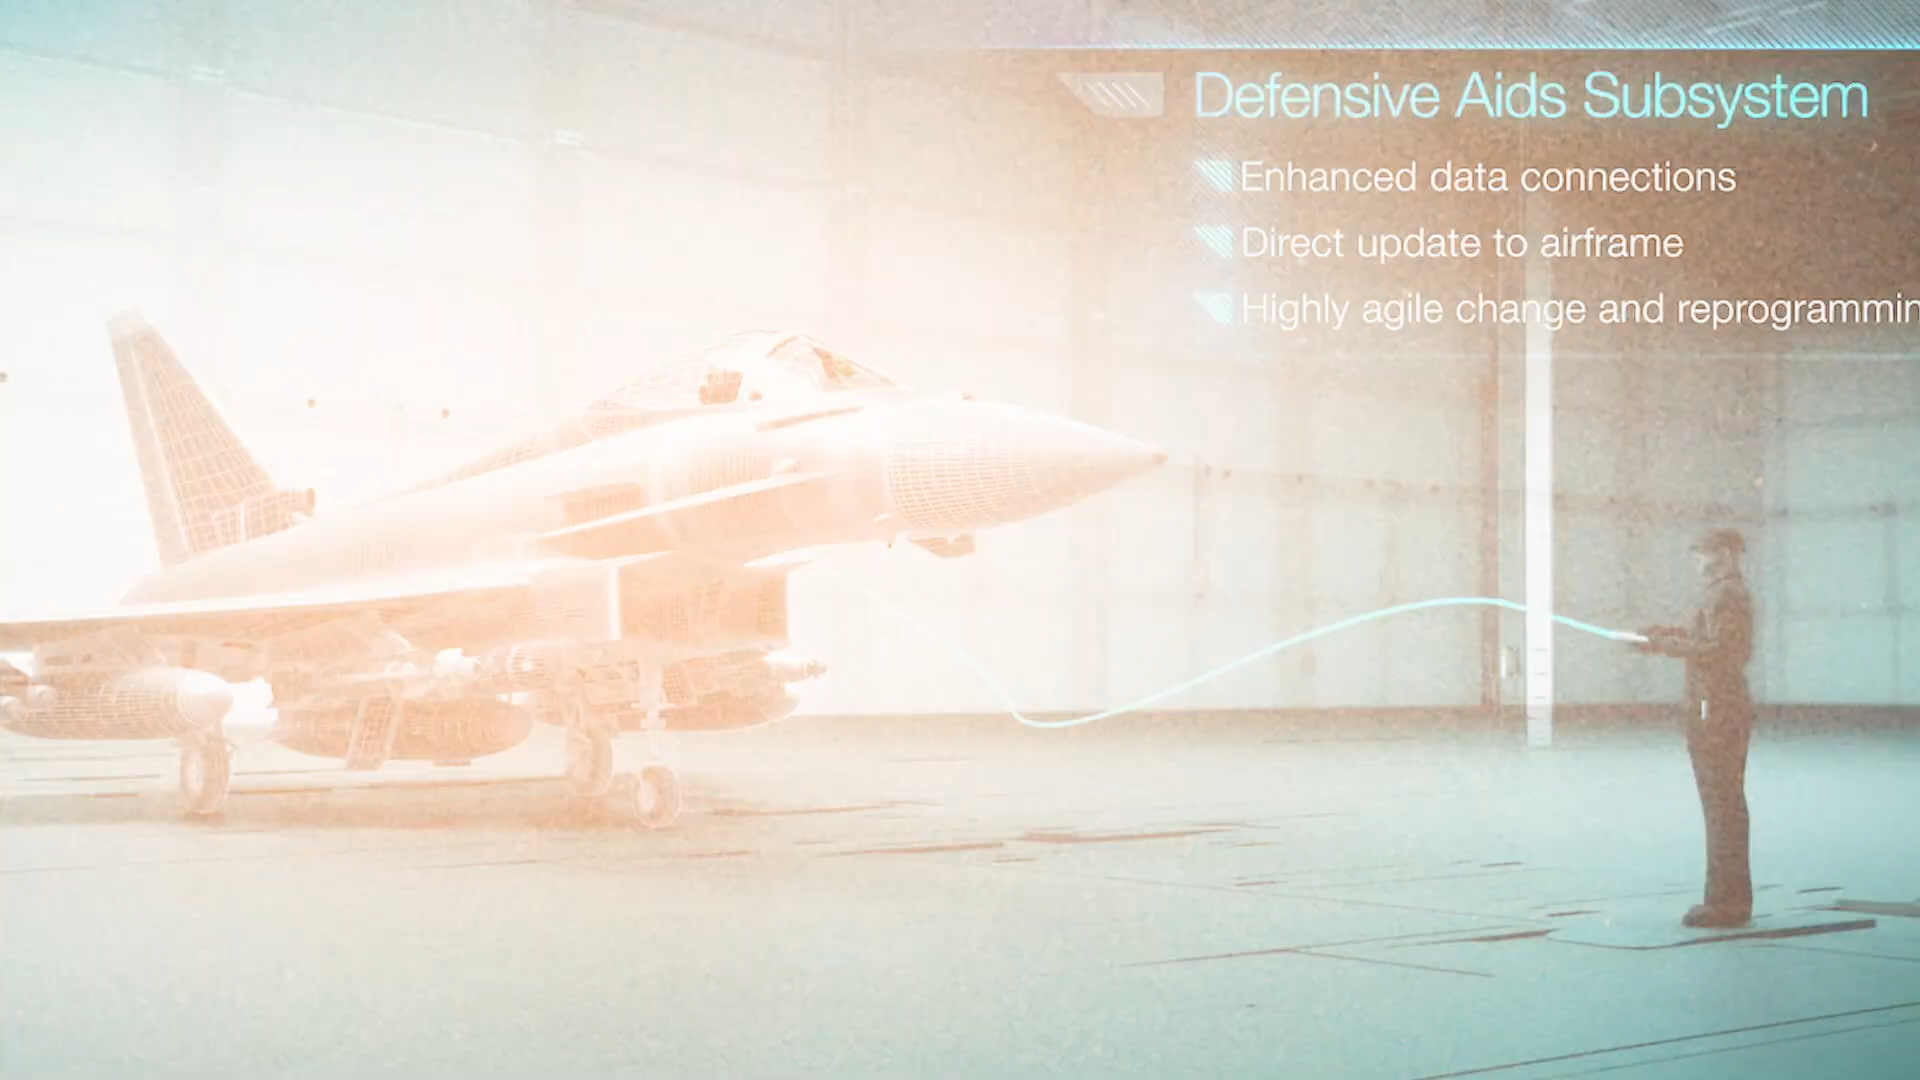 Defensive Aids Subsystem
Enhanced data connections
Direct update to airframe
Highly agile change and reprogrammin